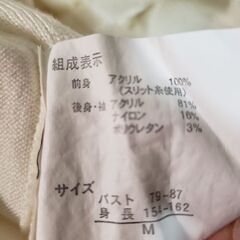 組成表示
前身 アクリル 100%
(スリット糸使用)
後身・袖 アクリル 81%
ナイロン 16%
ポリウレタン 3%
サイズ
バスト 79-87
身長 154-162
M